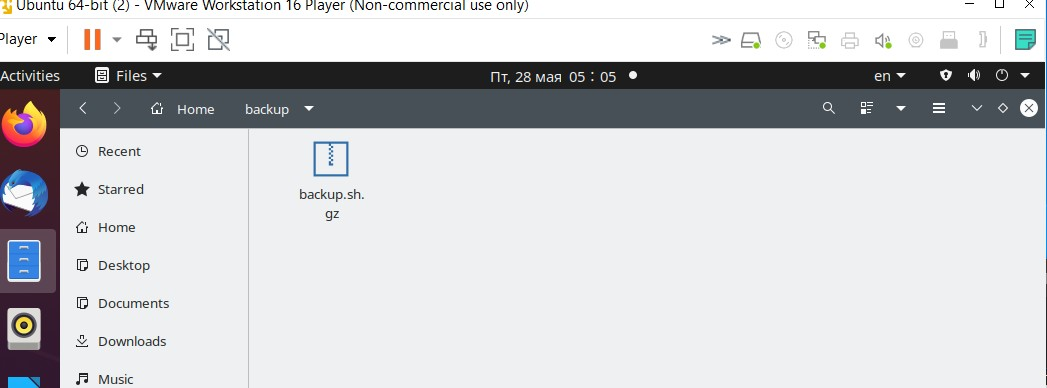 Ubuntu 64-bit (2) - VMware Workstation 16 Player (Non-commercial use only)
Player
Activities Files Пт, 28 мая 05 : 05 en
Home backup
Recent
Starred
Home
Desktop
Documents
Downloads
Music
backup.sh.
gz